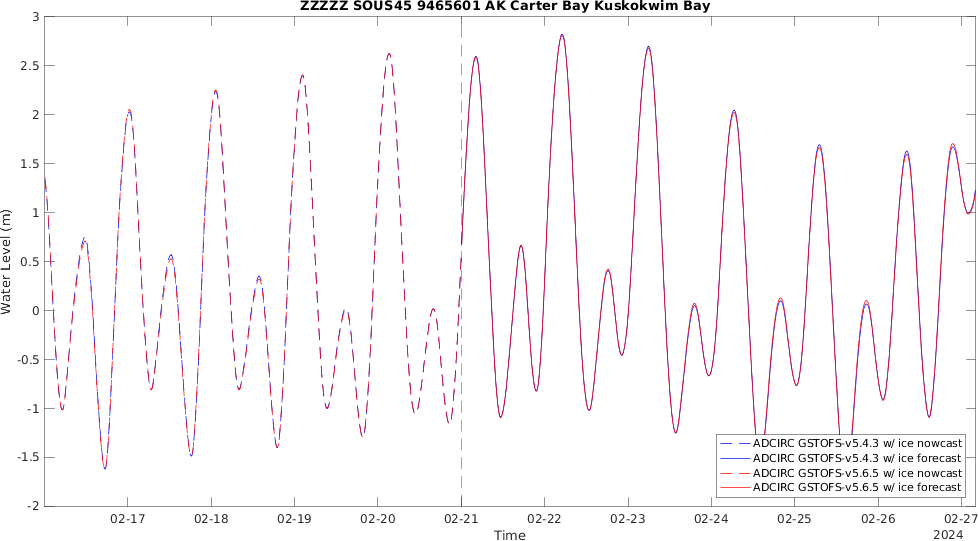 ZZZZZ SOUS45 9465601 AK Carter Bay Kuskokwim Bay
3
2.5
2
1.5
1
0.5
0
-0.5
-1
-1.5
-2
Water Level (m)
ADCIRC GSTOFS-v5.4.3 w/ ice nowcast
ADCIRC GSTOFS-v5.4.3 w/ ice forecast
ADCIRC GSTOFS-v5.6.5 w/ ice nowcast
ADCIRC GSTOFS-v5.6.5 w/ ice forecast
02-17 02-18 02-19 02-20 02-21 02-22 02-23 02-24 02-25 02-26 02-27
Time
2024